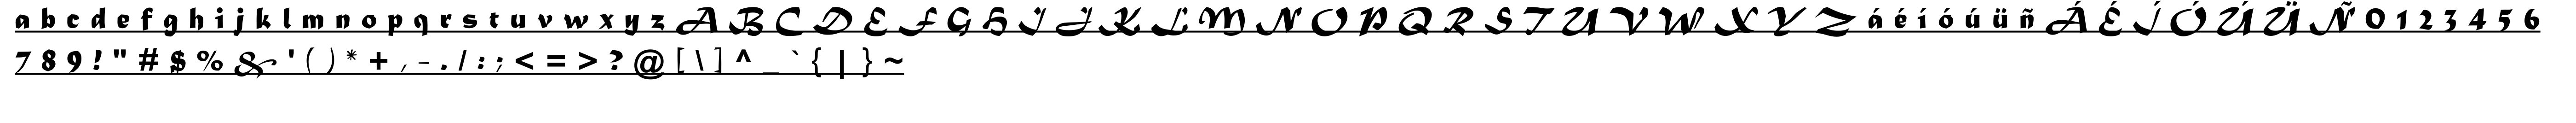 a b c d e f g h i j k l m n o p q r s t u v w x y z A B C D E F G H I J K L M N O P Q R S T U V W X Y Z á é í ó ú ü ñ Á É Í Ó Ú Ü Ñ 0 1 2 3 4 5 6
7 8 9 ! " # $ % & ' ( ) * + , - . / : ; < = > ? @ [ \ ] ^ _ ` { | } ~